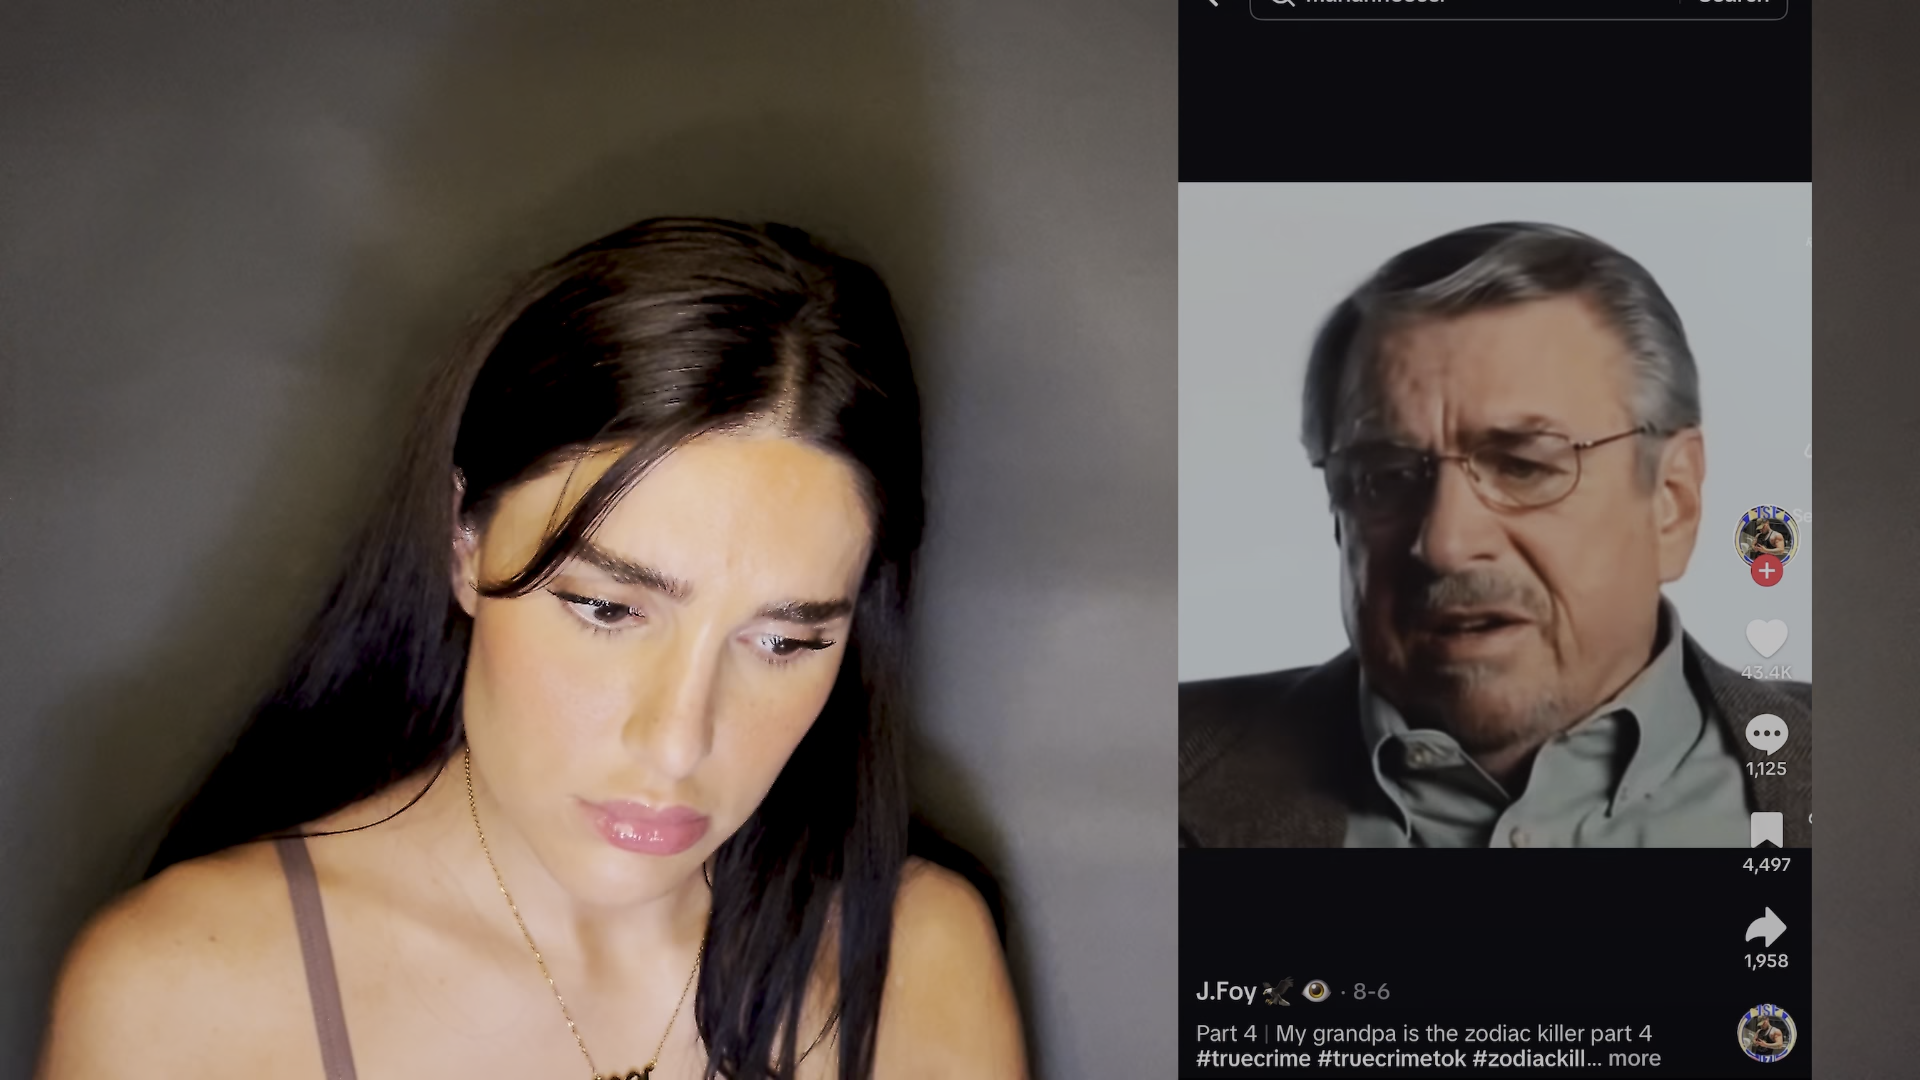 Search
43.4K
1,125
4,497
1,958
J.Foy 🦅 👁️ · 8-6
Part 4 | My grandpa is the zodiac killer part 4
#truecrime #truecrimetok #zodiackill... more